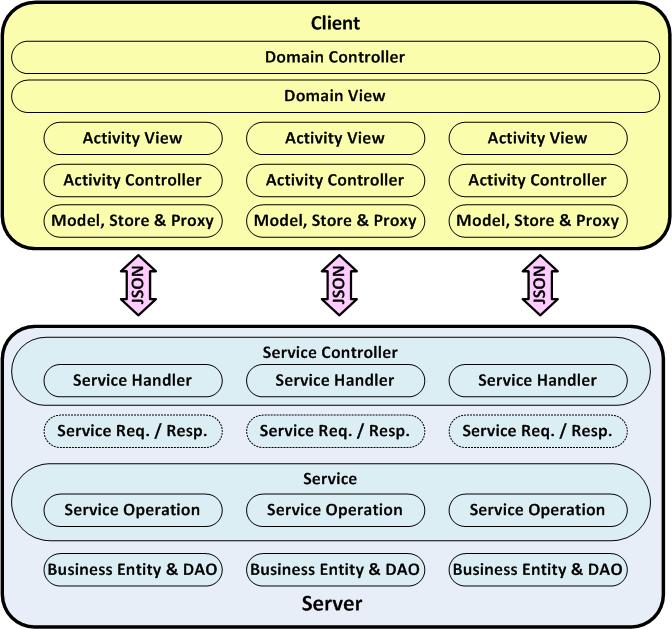 Client
Domain Controller
Domain View
Activity View Activity View Activity View
Activity Controller Activity Controller Activity Controller
Model, Store & Proxy Model, Store & Proxy Model, Store & Proxy
JSON JSON JSON
Service Controller
Service Handler Service Handler Service Handler
Service Req. / Resp. Service Req. / Resp. Service Req. / Resp.
Service
Service Operation Service Operation Service Operation
Business Entity & DAO Business Entity & DAO Business Entity & DAO
Server